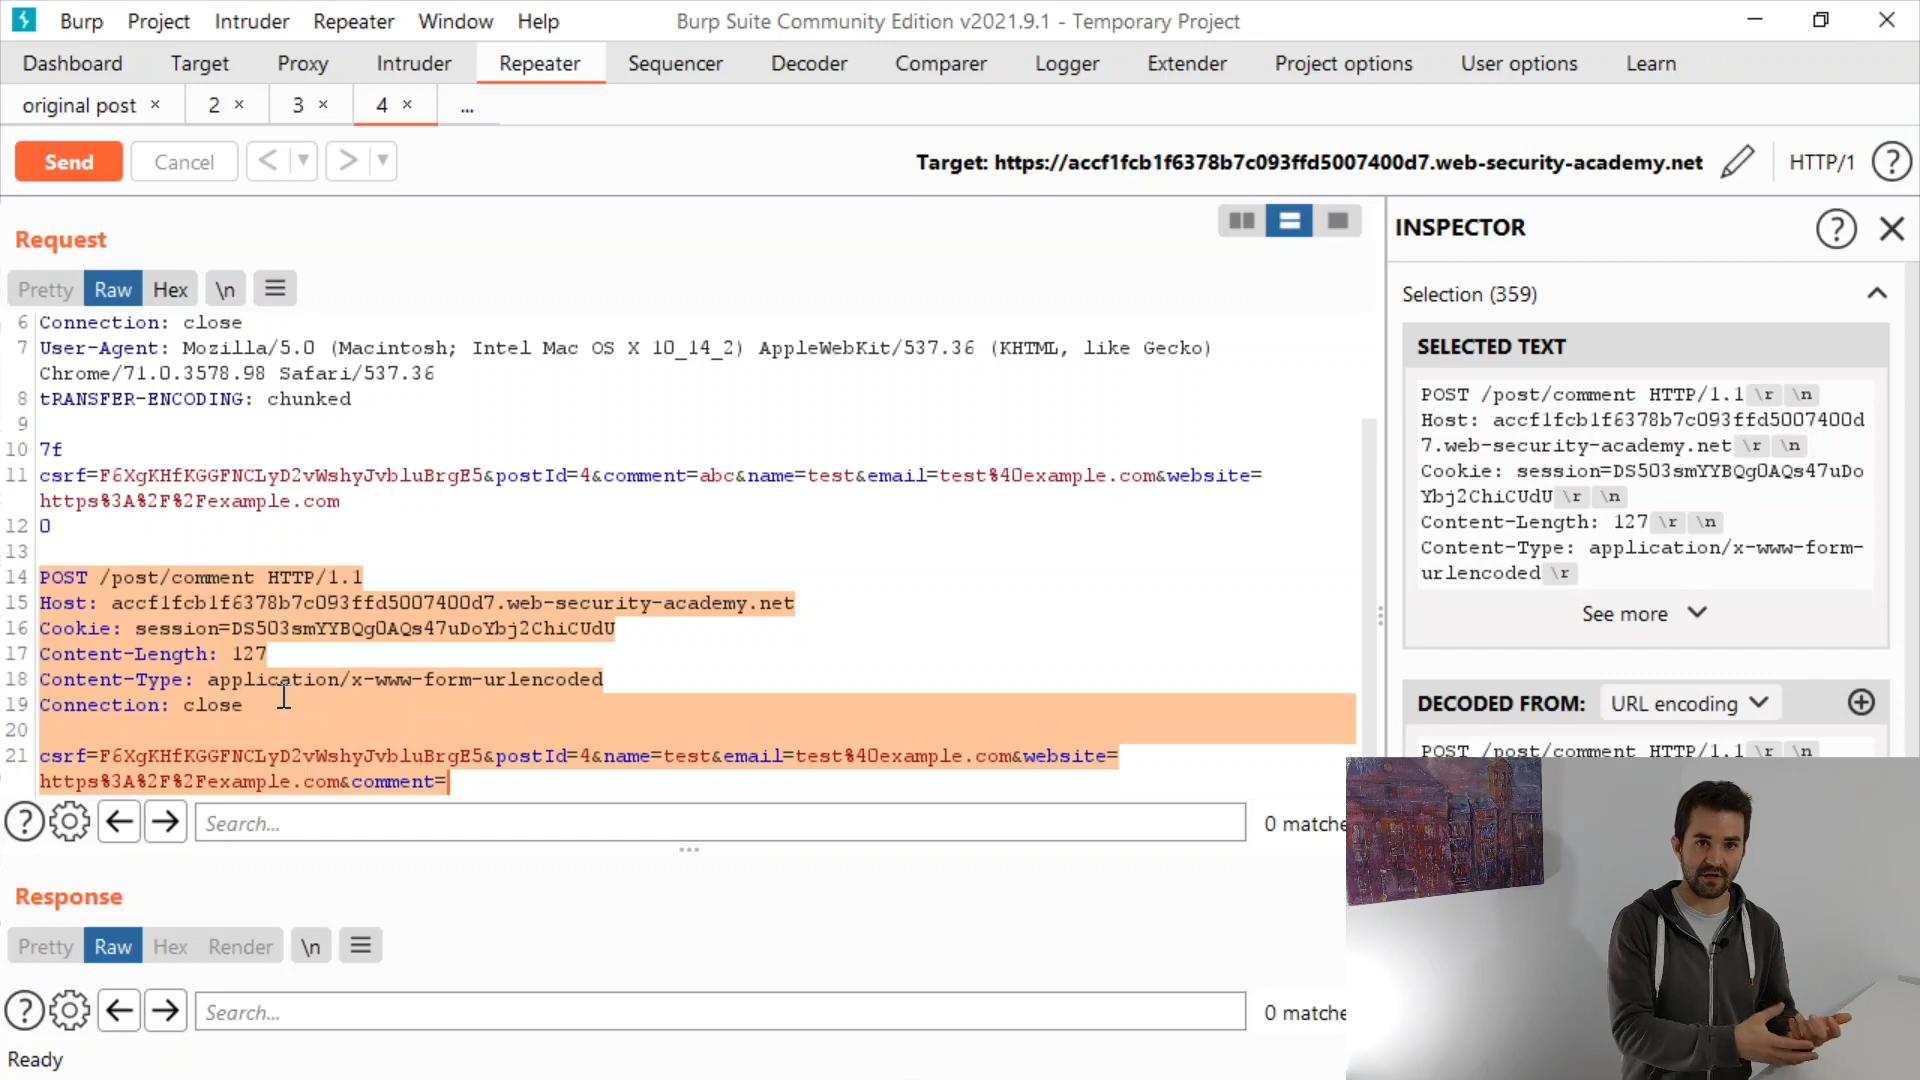 Burp Project Intruder Repeater Window Help Burp Suite Community Edition v2021.9.1 - Temporary Project
Dashboard Target Proxy Intruder Repeater Sequencer Decoder Comparer Logger Extender Project options User options Learn
original post × 2 × 3 × 4 × ...
Send Cancel < > Target: https://accf1fcb1f6378b7c093ffd5007400d7.web-security-academy.net HTTP/1 ?
Request
Pretty Raw Hex \n
6 Connection: close
7 User-Agent: Mozilla/5.0 (Macintosh; Intel Mac OS X 10_14_2) AppleWebKit/537.36 (KHTML, like Gecko)
Chrome/71.0.3578.98 Safari/537.36
8 tRANSFER-ENCODING: chunked
9
10 7f
11 csrf=F6XgKHfKGGFNCLyD2vWshyJvbluBrgE5&postId=4&comment=abc&name=test&email=test%40example.com&website=
https%3A%2F%2Fexample.com
12 0
13
14 POST /post/comment HTTP/1.1
15 Host: accf1fcb1f6378b7c093ffd5007400d7.web-security-academy.net
16 Cookie: session=DS503smYYBQgOAQs47uDoYbj2ChiCUdU
17 Content-Length: 127
18 Content-Type: application/x-www-form-urlencoded
19 Connection: close
20
21 csrf=F6XgKHfKGGFNCLyD2vWshyJvbluBrgE5&postId=4&name=test&email=test%40example.com&website=
https%3A%2F%2Fexample.com&comment=
? Search... 0 matche
Response
Pretty Raw Hex Render \n
? Search... 0 matche
Ready
INSPECTOR ?
Selection (359)
SELECTED TEXT
POST /post/comment HTTP/1.1 \r \n
Host: accf1fcb1f6378b7c093ffd5007400d
7.web-security-academy.net \r \n
Cookie: session=DS503smYYBQgOAQs47uDo
Ybj2ChiCUdU \r \n
Content-Length: 127 \r \n
Content-Type: application/x-www-form-
urlencoded \r
See more
DECODED FROM: URL encoding
POST /post/comment HTTP/1.1 \r \n